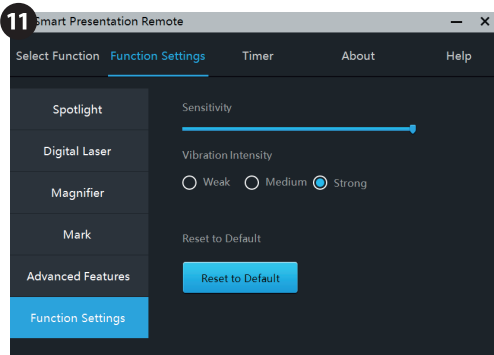 11
Smart Presentation Remote
Select Function Function Settings Timer About Help
Spotlight
Digital Laser
Magnifier
Mark
Advanced Features
Function Settings
Sensitivity
Vibration Intensity
Weak Medium Strong
Reset to Default
Reset to Default